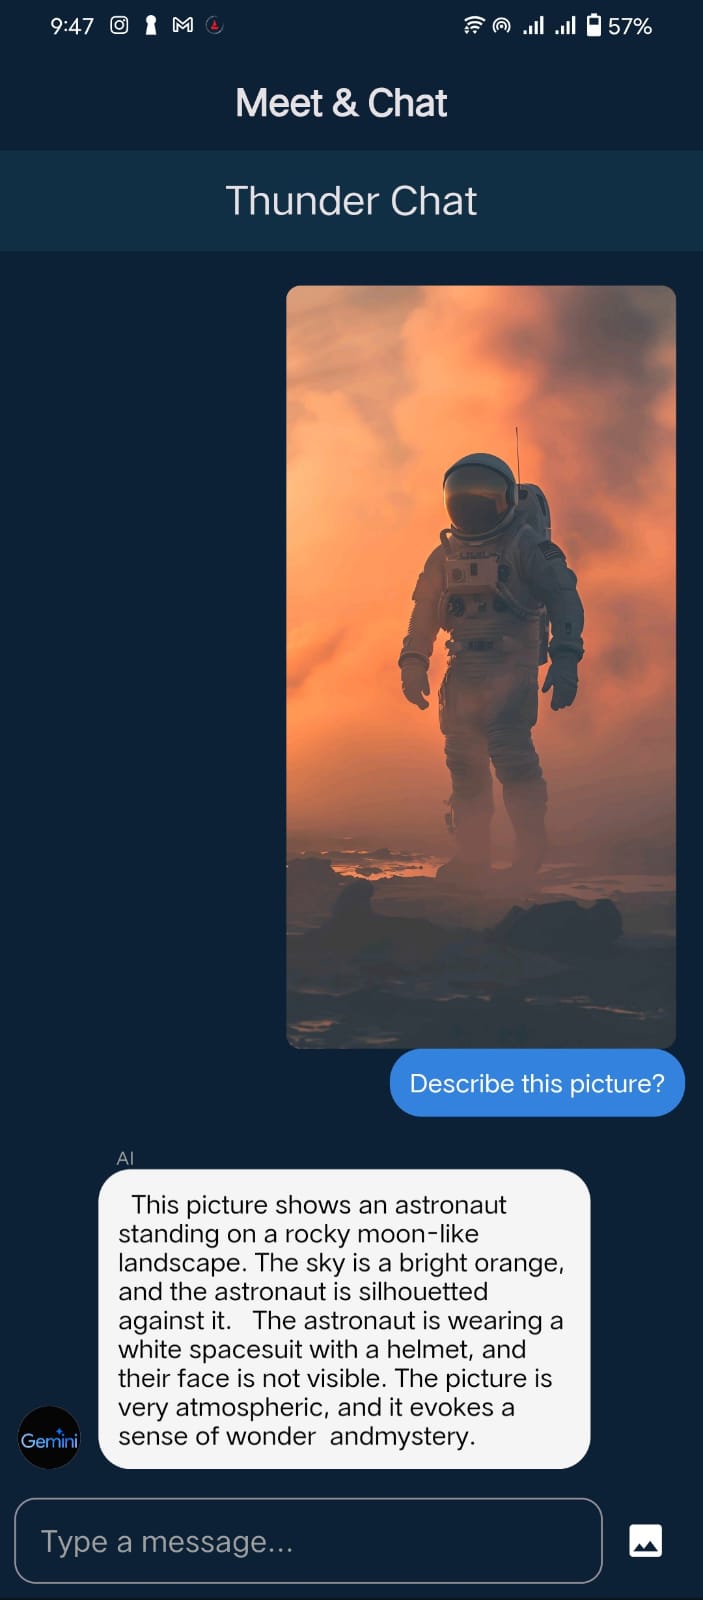 9:47
57%
Meet & Chat
Thunder Chat
Describe this picture?
AI
This picture shows an astronaut
standing on a rocky moon-like
landscape. The sky is a bright orange,
and the astronaut is silhouetted
against it.   The astronaut is wearing a
white spacesuit with a helmet, and
their face is not visible. The picture is
very atmospheric, and it evokes a
sense of wonder  andmystery.
Gemini
Type a message...